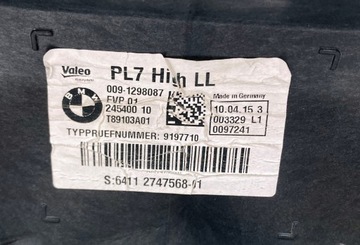 Valeo
PL7 High LL
BMW
009-1298087
Made in Germany
FVP 01
245400 10
10.04.15 3
T89103A01
003329 L1
0097241
TYPPRUEFNUMMER: 9197710
S:6411 2747568-01